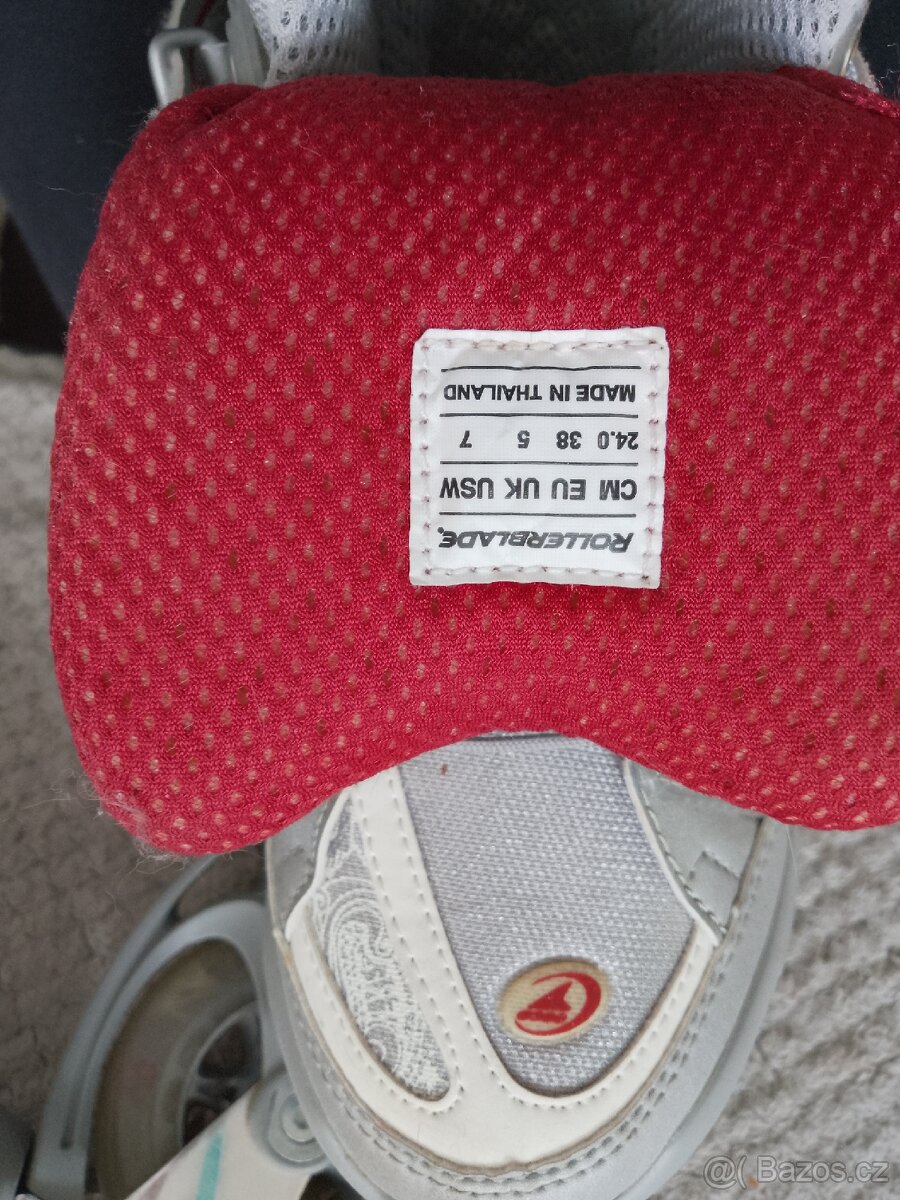 ROLLERBLADE.
CM EU UK USW
24.0 38 5 7
MADE IN THAILAND
@( Bazos.cz